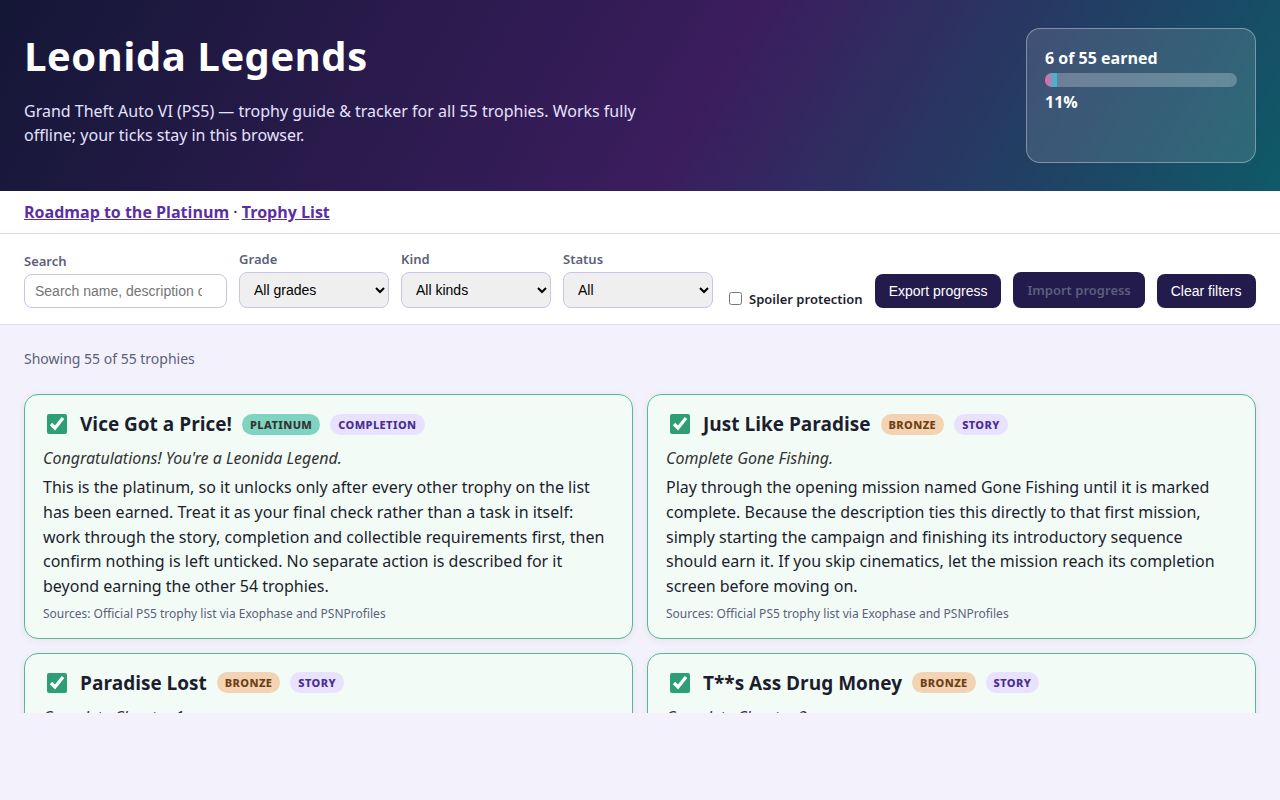 Leonida Legends
Grand Theft Auto VI (PS5) — trophy guide & tracker for all 55 trophies. Works fully
offline; your ticks stay in this browser.
6 of 55 earned
11%
Roadmap to the Platinum · Trophy List
Search
Grade
Kind
Status
Search name, description
All grades
All kinds
All
Spoiler protection
Export progress
Import progress
Clear filters
Showing 55 of 55 trophies
Vice Got a Price! PLATINUM COMPLETION
Congratulations! You're a Leonida Legend.
This is the platinum, so it unlocks only after every other trophy on the list
has been earned. Treat it as your final check rather than a task in itself:
work through the story, completion and collectible requirements first, then
confirm nothing is left unticked. No separate action is described for it
beyond earning the other 54 trophies.
Sources: Official PS5 trophy list via Exophase and PSNProfiles
Just Like Paradise BRONZE STORY
Complete Gone Fishing.
Play through the opening mission named Gone Fishing until it is marked
complete. Because the description ties this directly to that first mission,
simply starting the campaign and finishing its introductory sequence
should earn it. If you skip cinematics, let the mission reach its completion
screen before moving on.
Sources: Official PS5 trophy list via Exophase and PSNProfiles
Paradise Lost BRONZE STORY
T**s Ass Drug Money BRONZE STORY